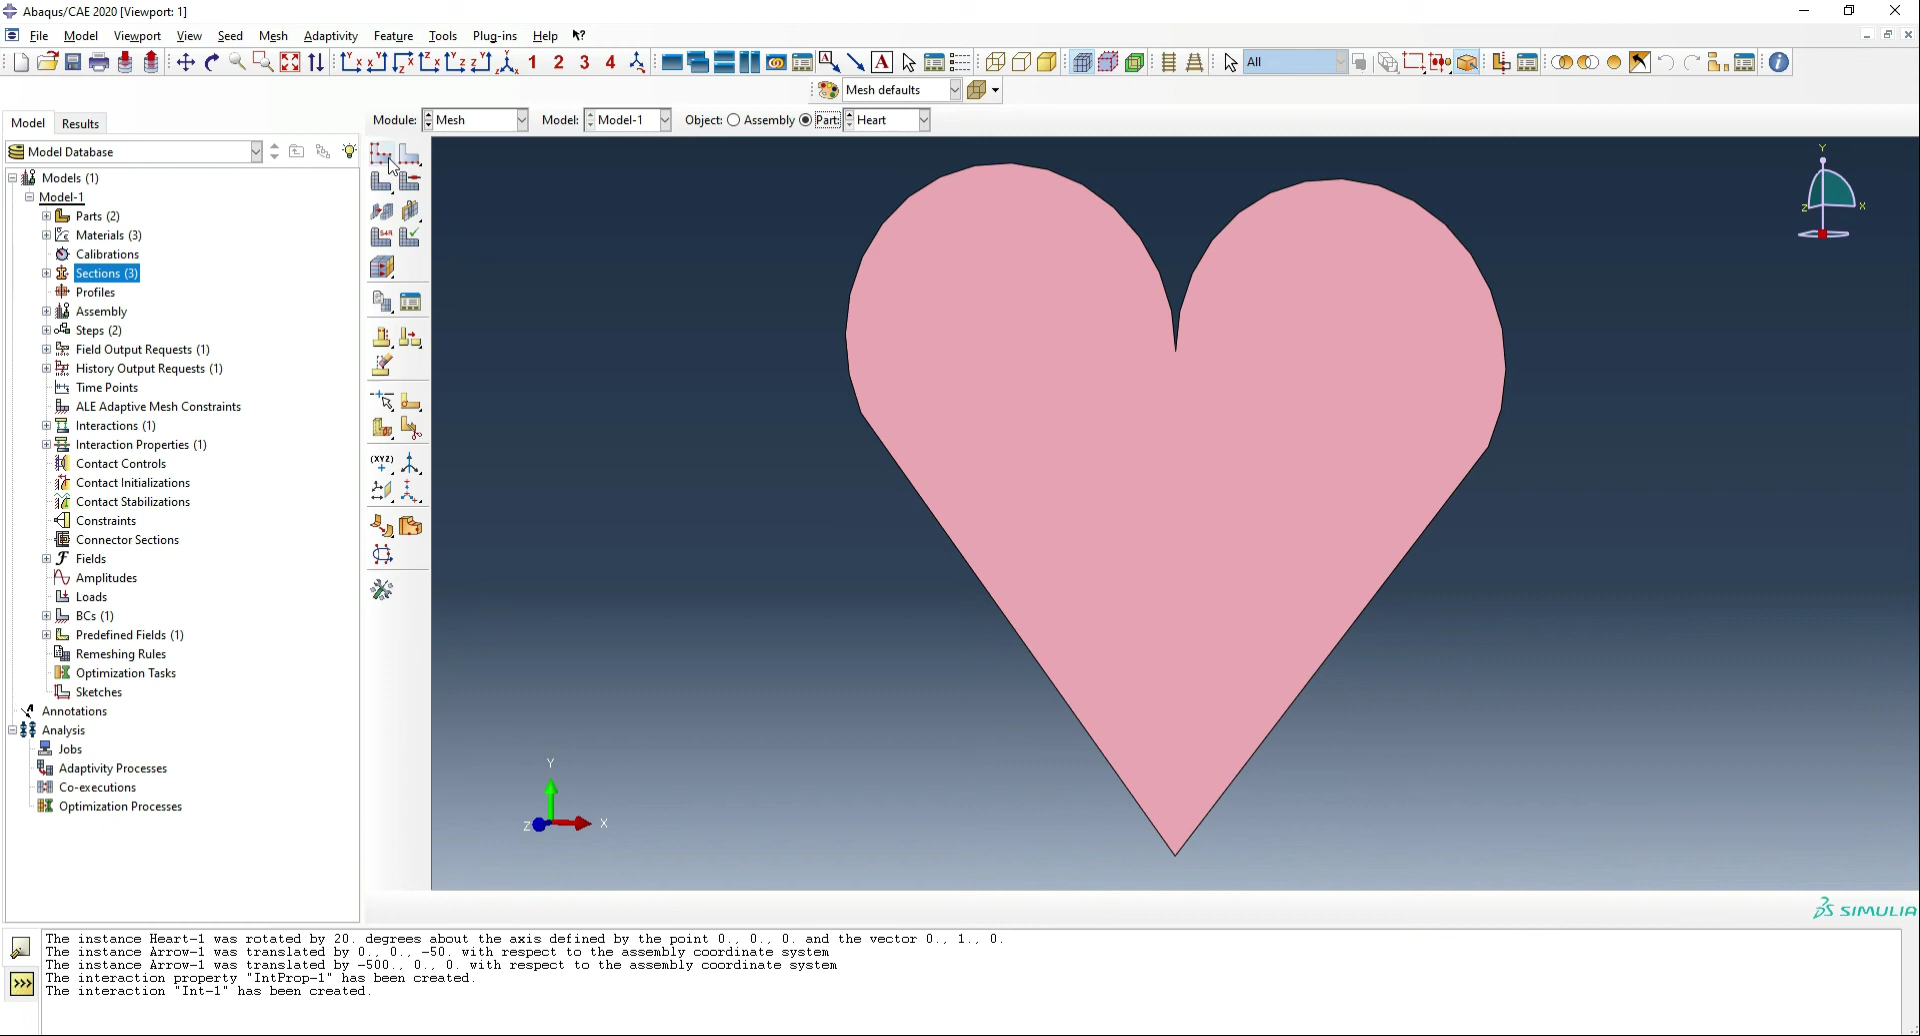 Abaqus/CAE 2020 [Viewport: 1]
File Model Viewport View Seed Mesh Adaptivity Feature Tools Plug-ins Help
1 2 3 4 A All
Mesh defaults
Model Results
Module: Mesh Model: Model-1 Object: Assembly Part: Heart
Model Database
Models (1)
Model-1
Parts (2)
Materials (3)
Calibrations
Sections (3)
Profiles
Assembly
Steps (2)
Field Output Requests (1)
History Output Requests (1)
Time Points
ALE Adaptive Mesh Constraints
Interactions (1)
Interaction Properties (1)
Contact Controls
Contact Initializations
Contact Stabilizations
Constraints
Connector Sections
Fields
Amplitudes
Loads
BCs (1)
Predefined Fields (1)
Remeshing Rules
Optimization Tasks
Sketches
Annotations
Analysis
Jobs
Adaptivity Processes
Co-executions
Optimization Processes
(XYZ)
Y
Z X
Y
Z X
SIMULIA
The instance Heart-1 was rotated by 20. degrees about the axis defined by the point 0., 0., 0. and the vector 0., 1., 0.
The instance Arrow-1 was translated by 0., 0., -50. with respect to the assembly coordinate system
The instance Arrow-1 was translated by -500., 0., 0. with respect to the assembly coordinate system
The interaction property "IntProp-1" has been created.
The interaction "Int-1" has been created.